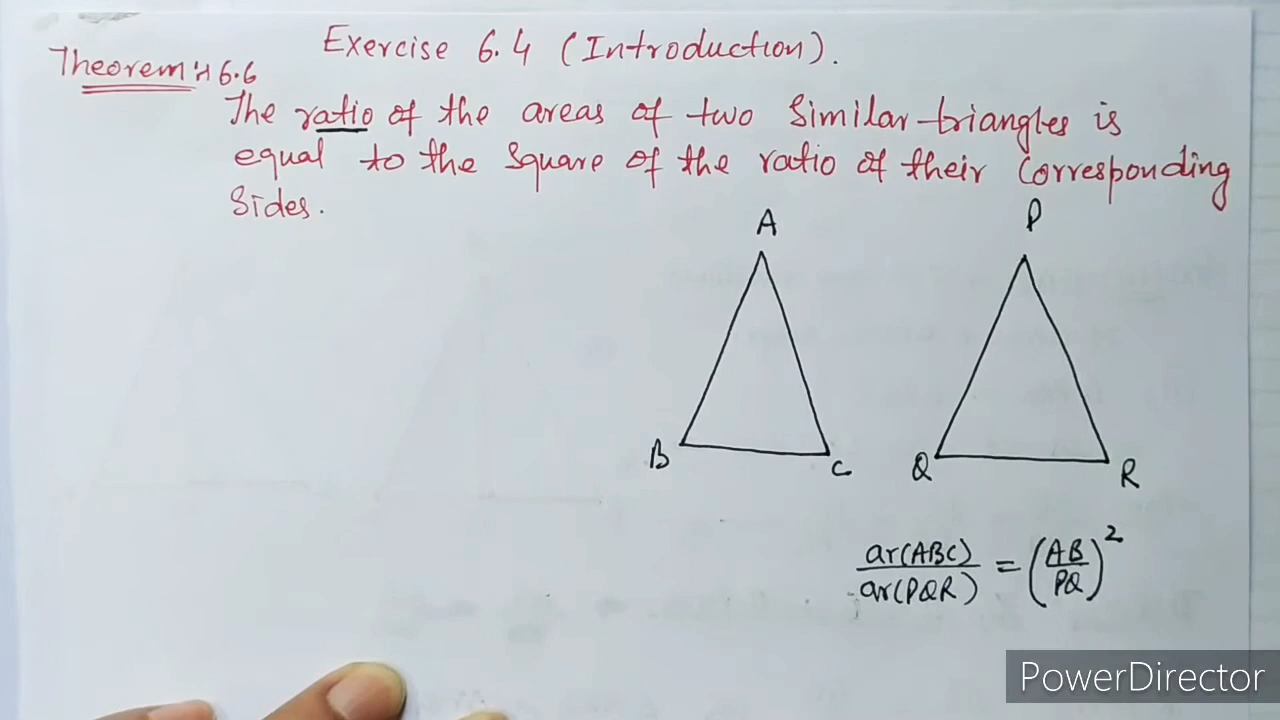 Exercise 6.4 (Introduction).
Theorem :- 6.6
The ratio of the areas of two Similar triangles is
equal to the square of the ratio of their corresponding
Sides.
A
P
B
C
Q
R
ar(ABC)/ar(PQR) = (AB/PQ)²
PowerDirector